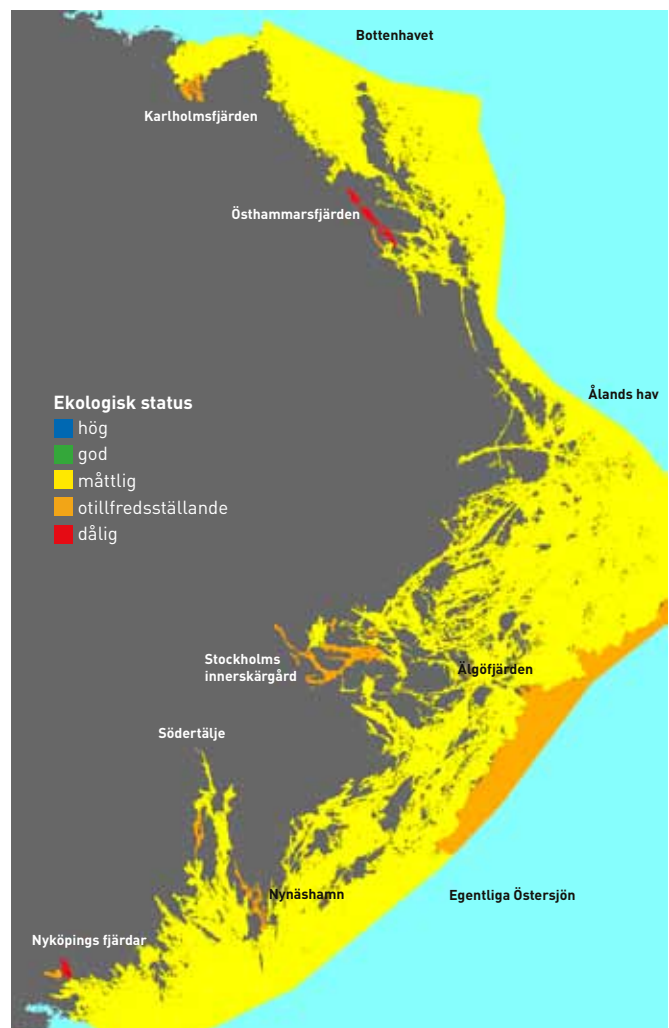 Bottenhavet
Karlholmsfjärden
Östhammarsfjärden
Ålands hav
Ekologisk status
hög
god
måttlig
otillfredsställande
dålig
Stockholms
innerskärgård
Älgöfjärden
Södertälje
Nynäshamn
Egentliga Östersjön
Nyköpings fjärdar